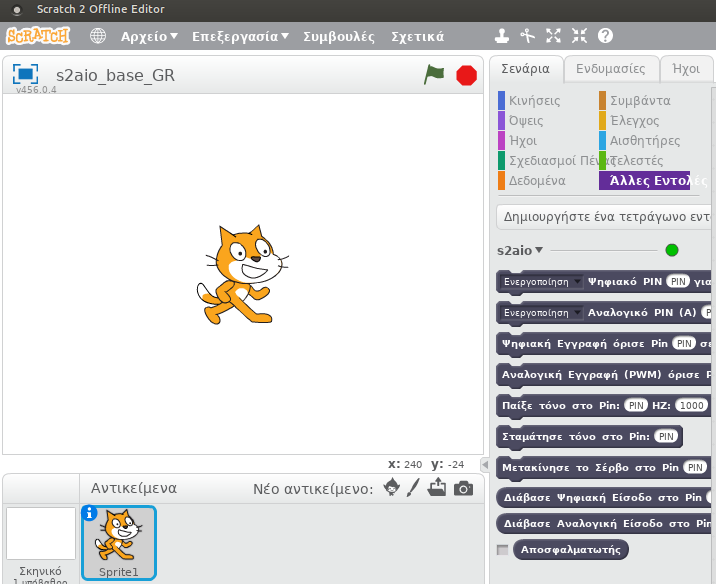 Scratch 2 Offline Editor
SCRATCH Αρχείο Επεξεργασία Συμβουλές Σχετικά
s2aio_base_GR
v456.0.4
Σενάρια Ενδυμασίες Ήχοι
Κινήσεις Συμβάντα
Όψεις Έλεγχος
Ήχοι Αισθητήρες
Σχεδιασμοί Πένας Τελεστές
Δεδομένα Άλλες Εντολές
Δημιουργήστε ένα τετράγωνο εντ
s2aio
Ενεργοποίηση Ψηφιακό PIN PIN για
Ενεργοποίηση Αναλογικό PIN (A) P
Ψηφιακή Εγγραφή όρισε Pin PIN σε
Αναλογική Εγγραφή (PWM) όρισε P
Παίξε τόνο στο Pin: PIN HZ: 1000
Σταμάτησε τόνο στο Pin: PIN
Μετακίνησε το Σέρβο στο Pin PIN
Διάβασε Ψηφιακή Είσοδο στο Pin
Διάβασε Αναλογική Είσοδο στο Pin
Αποσφαλματωτής
x: 240 y: -24
Αντικείμενα Νέο αντικείμενο:
Sprite1
Σκηνικό
1 υπόβαθρο